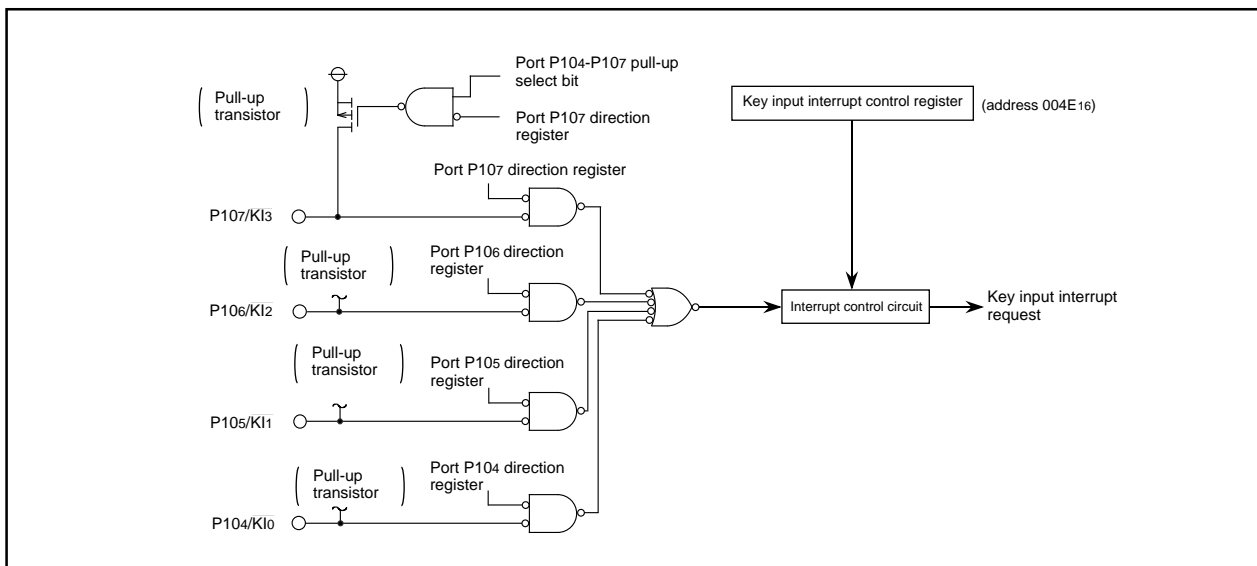 Port P104-P107 pull-up
select bit
( Pull-up
transistor )
Port P107 direction
register
Key input interrupt control register
(address 004E16)
Port P107 direction register
P107/KI3
( Pull-up
transistor )
Port P106 direction
register
P106/KI2
Interrupt control circuit
Key input interrupt
request
( Pull-up
transistor )
Port P105 direction
register
P105/KI1
( Pull-up
transistor )
Port P104 direction
register
P104/KI0